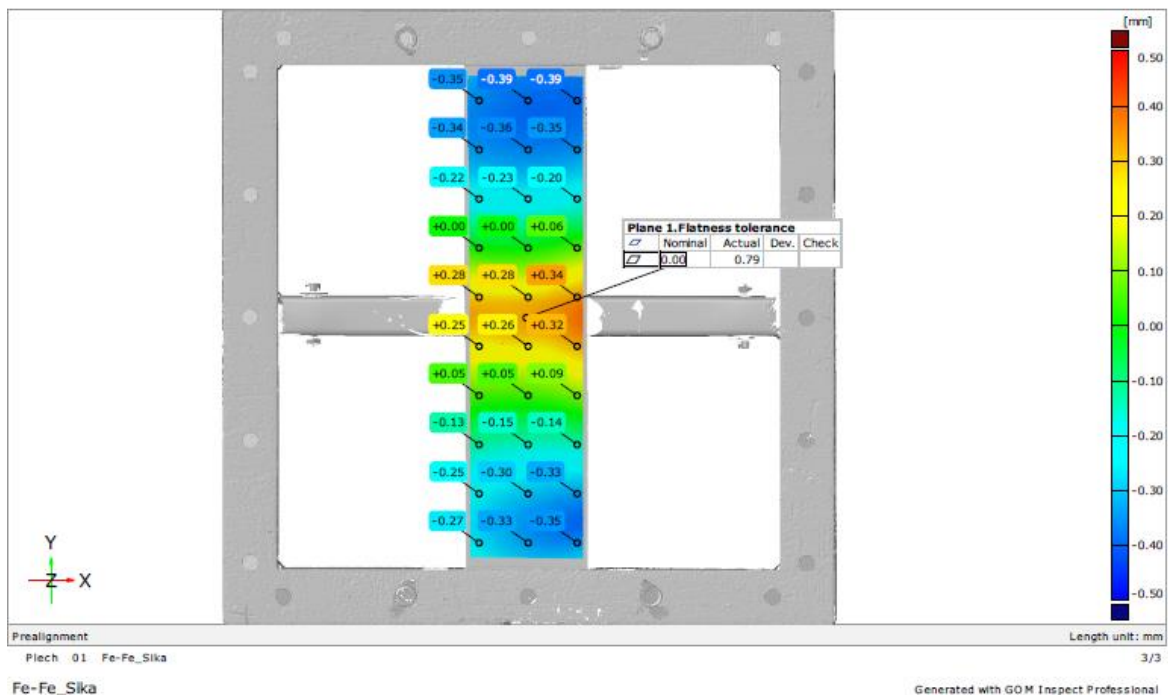 [mm]
0.50
-0.35 -0.39 -0.39
0.40
-0.34 -0.36 -0.35
0.30
-0.22 -0.23 -0.20
+0.00 +0.00 +0.06
0.20
Plane 1.Flatness tolerance
Nominal Actual Dev. Check
0.00 0.79
+0.28 +0.28 +0.34
0.10
+0.25 +0.26 +0.32
0.00
+0.05 +0.05 +0.09
-0.10
-0.13 -0.15 -0.14
-0.20
-0.25 -0.30 -0.33
-0.30
-0.27 -0.33 -0.35
-0.40
-0.50
Y
Z X
Prealignment Length unit: mm
Plech 01 Fe-Fe_Sika 3/3
Fe-Fe_Sika Generated with GOM Inspect Professional